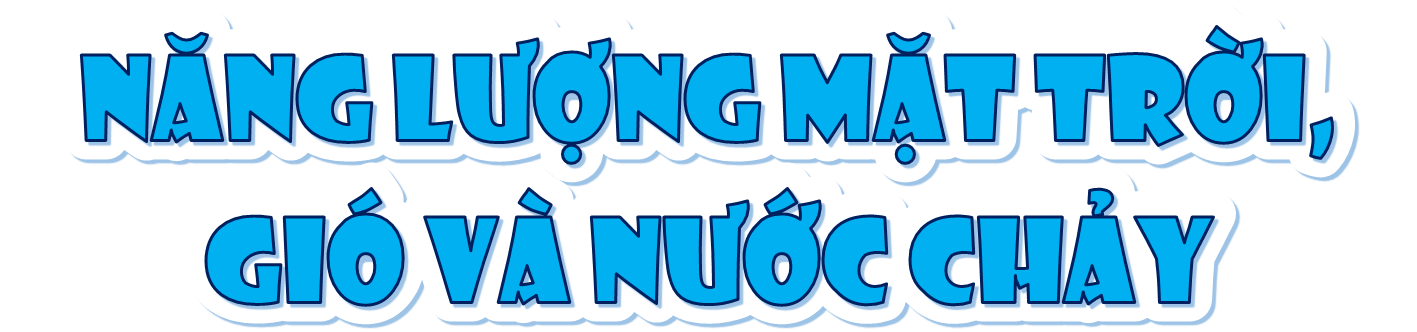 NĂNG LƯỢNG MẶT TRỜI,
GIÓ VÀ NƯỚC CHẢY